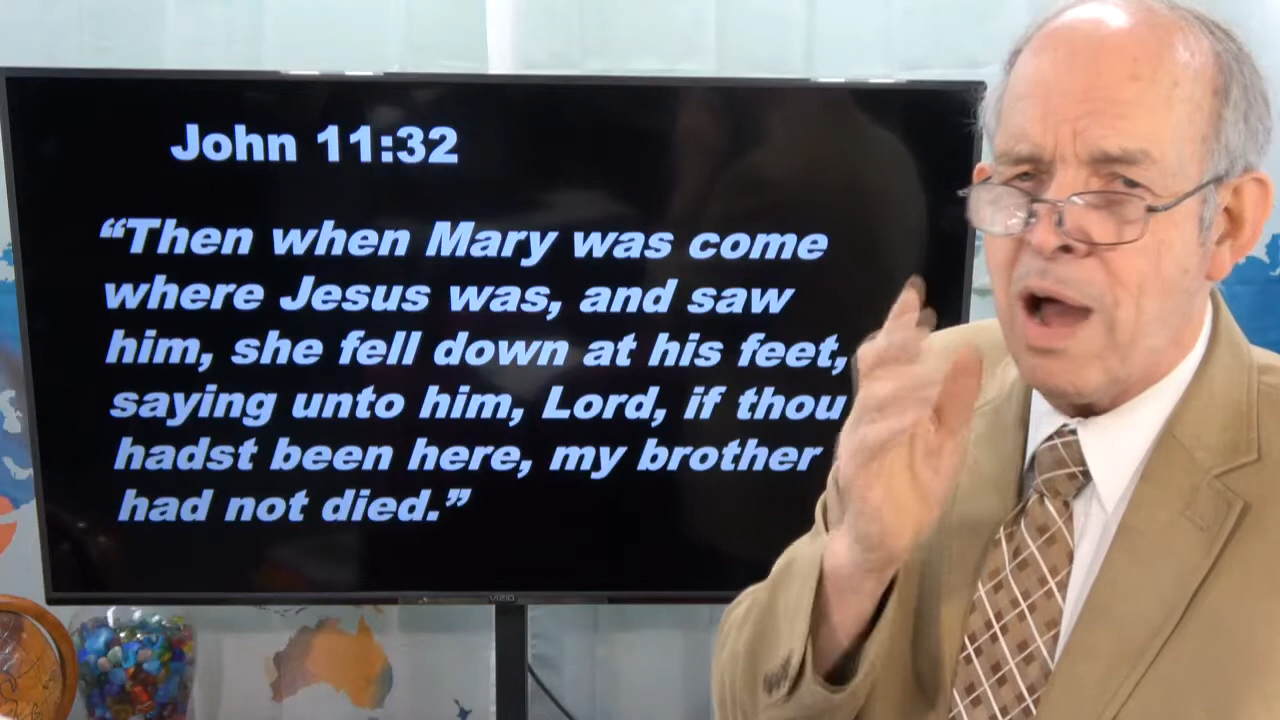 John 11:32
“Then when Mary was come
where Jesus was, and saw
him, she fell down at his feet,
saying unto him, Lord, if thou
hadst been here, my brother
had not died.”
VIZIO